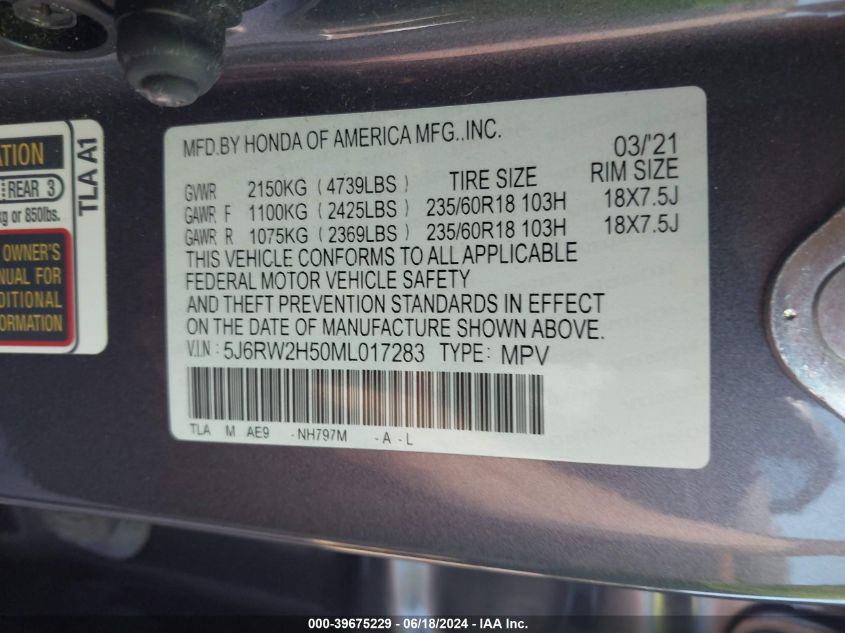 MFD.BY HONDA OF AMERICA MFG.,INC. 03/'21
GVWR 2150KG (4739LBS) TIRE SIZE RIM SIZE
GAWR F 1100KG (2425LBS) 235/60R18 103H 18X7.5J
GAWR R 1075KG (2369LBS) 235/60R18 103H 18X7.5J
THIS VEHICLE CONFORMS TO ALL APPLICABLE
FEDERAL MOTOR VEHICLE SAFETY
AND THEFT PREVENTION STANDARDS IN EFFECT
ON THE DATE OF MANUFACTURE SHOWN ABOVE.
V.I.N : 5J6RW2H50ML017283 TYPE: MPV
TLA M AE9 -NH797M -A -L
REAR 3
kg or 850lbs.
OWNER'S
FOR
TLA A1
000-39675229 - 06/18/2024 - IAA Inc.